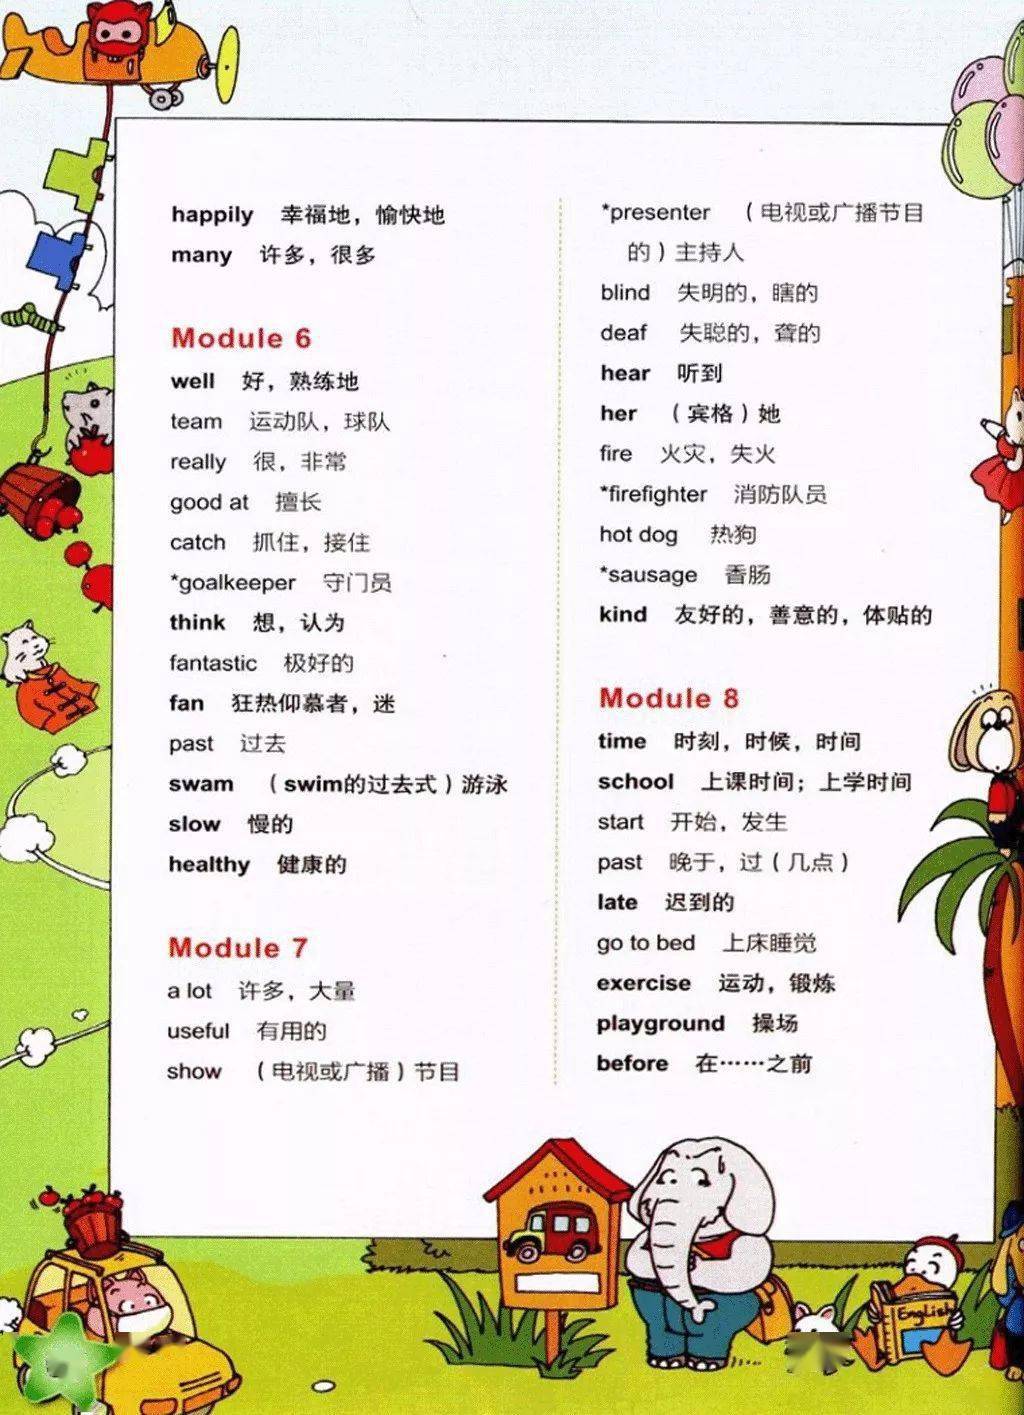 happily 幸福地，愉快地
many 许多，很多
Module 6
well 好，熟练地
team 运动队，球队
really 很，非常
good at 擅长
catch 抓住，接住
*goalkeeper 守门员
think 想，认为
fantastic 极好的
fan 狂热仰慕者，迷
past 过去
swam （swim的过去式）游泳
slow 慢的
healthy 健康的
Module 7
a lot 许多，大量
useful 有用的
show （电视或广播）节目
*presenter （电视或广播节目
的）主持人
blind 失明的，瞎的
deaf 失聪的，聋的
hear 听到
her （宾格）她
fire 火灾，失火
*firefighter 消防队员
hot dog 热狗
*sausage 香肠
kind 友好的，善意的，体贴的
Module 8
time 时刻，时候，时间
school 上课时间；上学时间
start 开始，发生
past 晚于，过（几点）
late 迟到的
go to bed 上床睡觉
exercise 运动，锻炼
playground 操场
before 在……之前
English